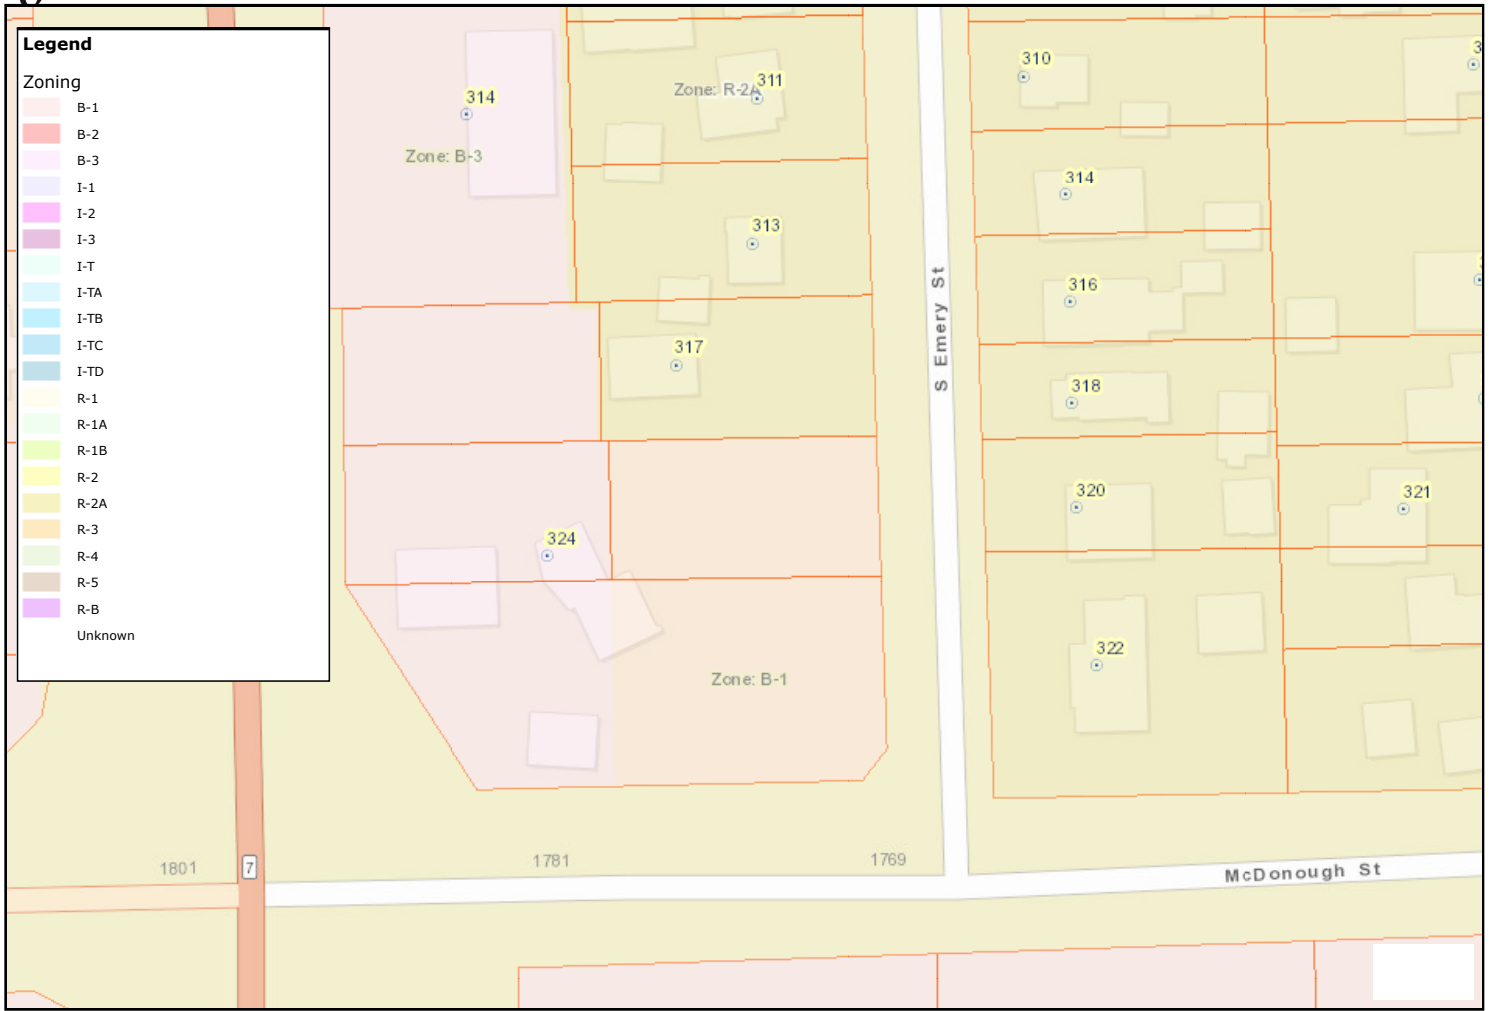 Legend
Zoning
B-1
B-2
B-3
I-1
I-2
I-3
I-T
I-TA
I-TB
I-TC
I-TD
R-1
R-1A
R-1B
R-2
R-2A
R-3
R-4
R-5
R-B
Unknown
314
Zone: B-3
Zone: R-2A
311
313
317
324
Zone: B-1
S Emery St
310
314
316
318
320
321
322
1801
7
1781
1769
McDonough St